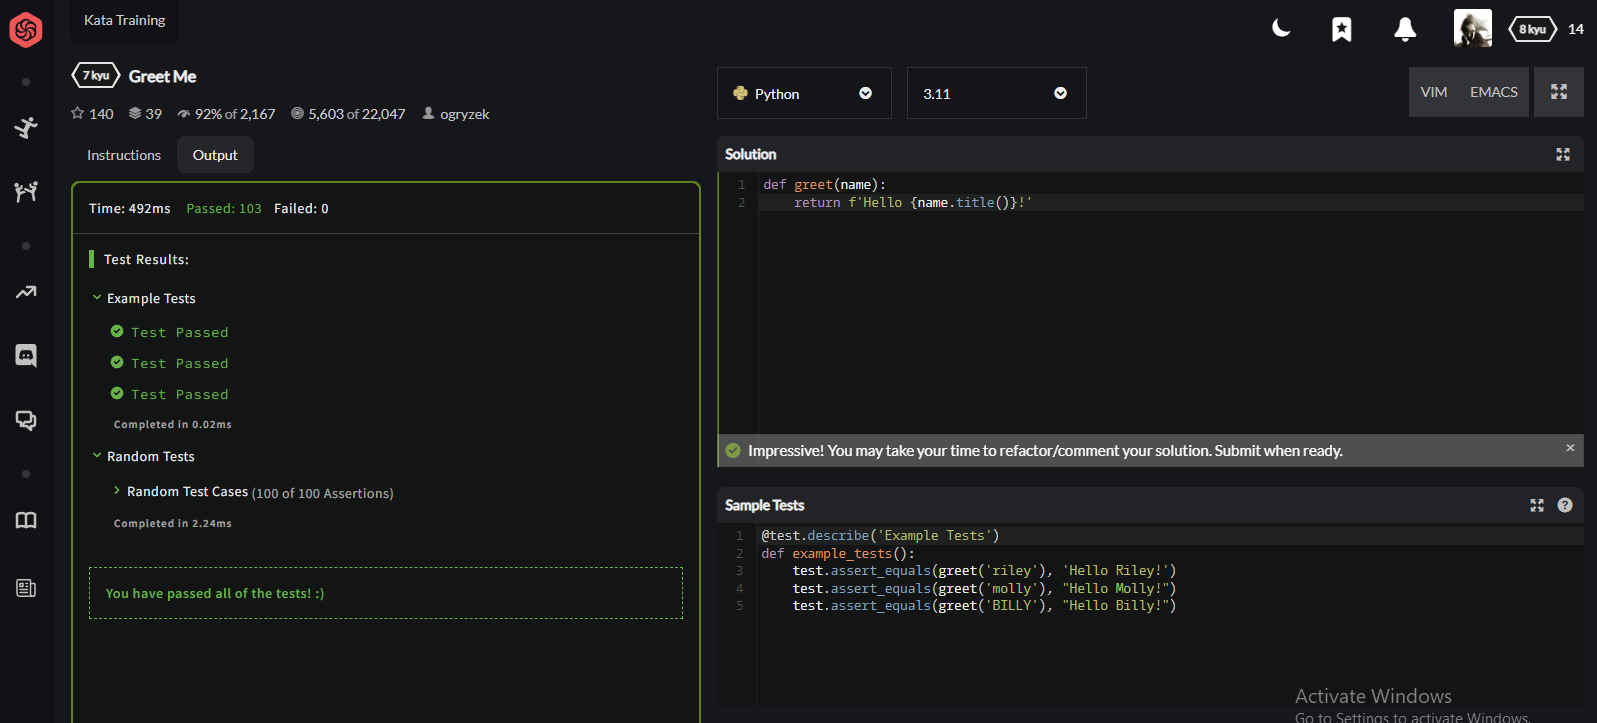 Kata Training
8 kyu 14
7 kyu Greet Me
140 39 92% of 2,167 5,603 of 22,047 ogryzek
Instructions Output
Time: 492ms Passed: 103 Failed: 0
Test Results:
Example Tests
Test Passed
Test Passed
Test Passed
Completed in 0.02ms
Random Tests
Random Test Cases (100 of 100 Assertions)
Completed in 2.24ms
You have passed all of the tests! :)
Python 3.11 VIM EMACS
Solution
1 def greet(name):
2     return f'Hello {name.title()}!'
Impressive! You may take your time to refactor/comment your solution. Submit when ready.
Sample Tests
1 @test.describe('Example Tests')
2 def example_tests():
3     test.assert_equals(greet('riley'), 'Hello Riley!')
4     test.assert_equals(greet('molly'), "Hello Molly!")
5     test.assert_equals(greet('BILLY'), "Hello Billy!")
Activate Windows
Go to Settings to activate Windows.